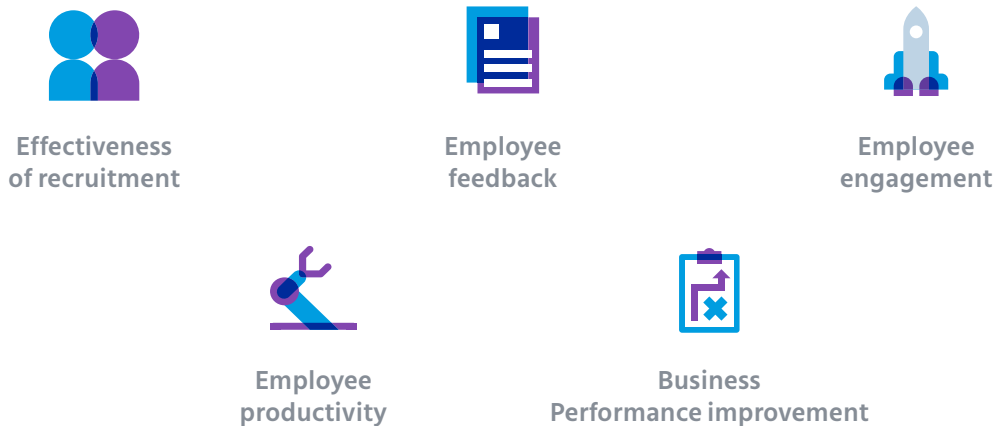 Effectiveness
of recruitment
Employee
feedback
Employee
engagement
Employee
productivity
Business
Performance improvement